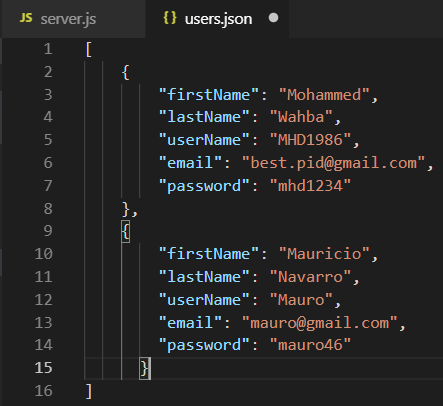 JS server.js {} users.json
1 [
2 {
3 "firstName": "Mohammed",
4 "lastName": "Wahba",
5 "userName": "MHD1986",
6 "email": "best.pid@gmail.com",
7 "password": "mhd1234"
8 },
9 {
10 "firstName": "Mauricio",
11 "lastName": "Navarro",
12 "userName": "Mauro",
13 "email": "mauro@gmail.com",
14 "password": "mauro46"
15 }
16 ]